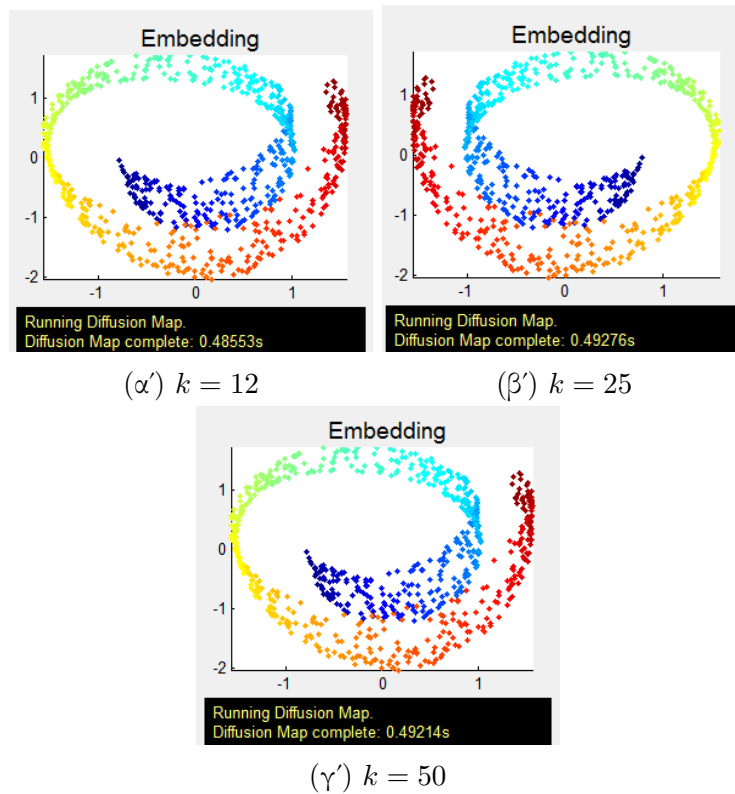 Embedding
1
0
-1
-2
-1 0 1
Running Diffusion Map.
Diffusion Map complete: 0.48553s
(α′) k = 12
Embedding
1
0
-1
-2
-1 0 1
Running Diffusion Map.
Diffusion Map complete: 0.49276s
(β′) k = 25
Embedding
1
0
-1
-2
-1 0 1
Running Diffusion Map.
Diffusion Map complete: 0.49214s
(γ′) k = 50